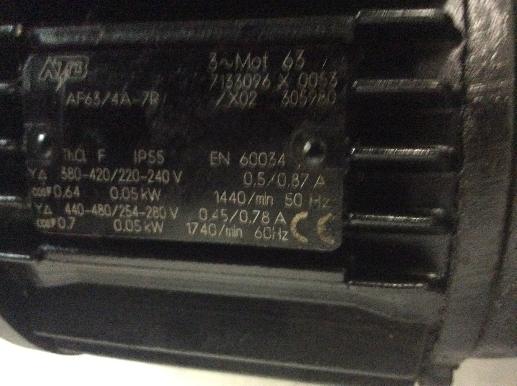 ATB
3~Mot 63
7133096 X 0053
AF63/4A-7R
/X02 305980
Th.Cl. F IP55 EN 60034
YΔ 380-420/220-240 V 0.5/0.87 A
cosφ 0.64 0.05 kW 1440/min 50 Hz
YΔ 440-480/254-280 V 0.45/0.78 A
cosφ 0.7 0.05 kW 1740/min 60Hz
CE